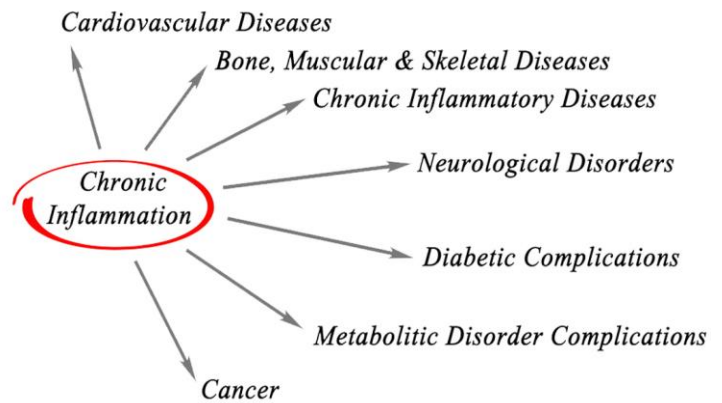 Cardiovascular Diseases
Bone, Muscular & Skeletal Diseases
Chronic Inflammatory Diseases
Chronic
Inflammation
Neurological Disorders
Diabetic Complications
Metabolitic Disorder Complications
Cancer